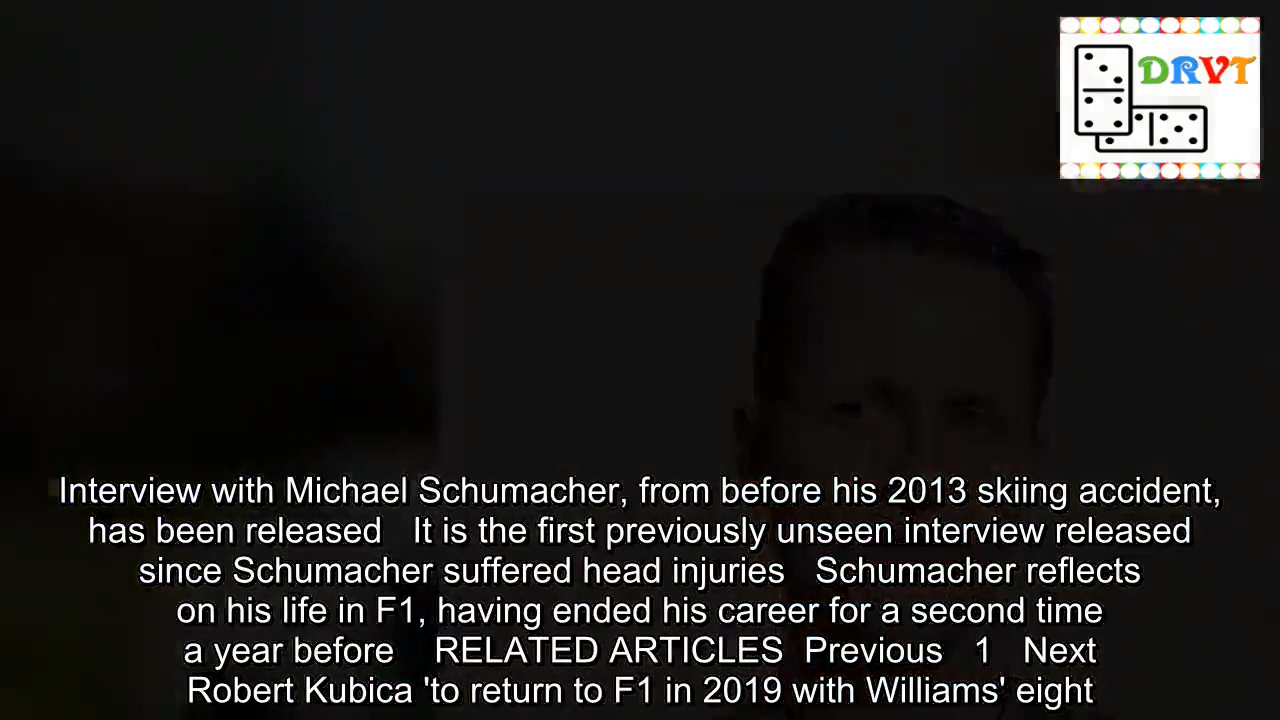 DRVT
Interview with Michael Schumacher, from before his 2013 skiing accident,
has been released   It is the first previously unseen interview released
since Schumacher suffered head injuries   Schumacher reflects
on his life in F1, having ended his career for a second time
a year before    RELATED ARTICLES  Previous   1   Next
Robert Kubica 'to return to F1 in 2019 with Williams' eight